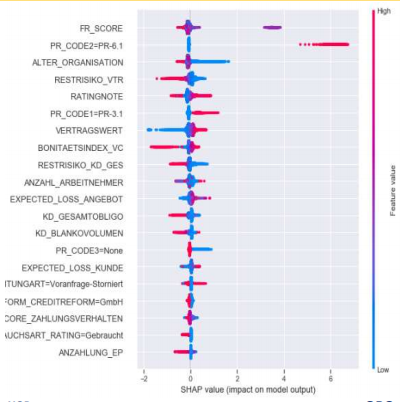 High
FR_SCORE
PR_CODE2=PR-6.1
ALTER_ORGANISATION
RESTRISIKO_VTR
RATINGNOTE
PR_CODE1=PR-3.1
VERTRAGSWERT
BONITAETSINDEX_VC
RESTRISIKO_KD_GES
ANZAHL_ARBEITNEHMER
EXPECTED_LOSS_ANGEBOT
KD_GESAMTOBLIGO
KD_BLANKOVOLUMEN
PR_CODE3=None
EXPECTED_LOSS_KUNDE
ITUNGART=Voranfrage-Storniert
FORM_CREDITREFORM=GmbH
CORE_ZAHLUNGSVERHALTEN
AUCHSART_RATING=Gebraucht
ANZAHLUNG_EP
Feature value
Low
-2 0 2 4 6
SHAP value (impact on model output)